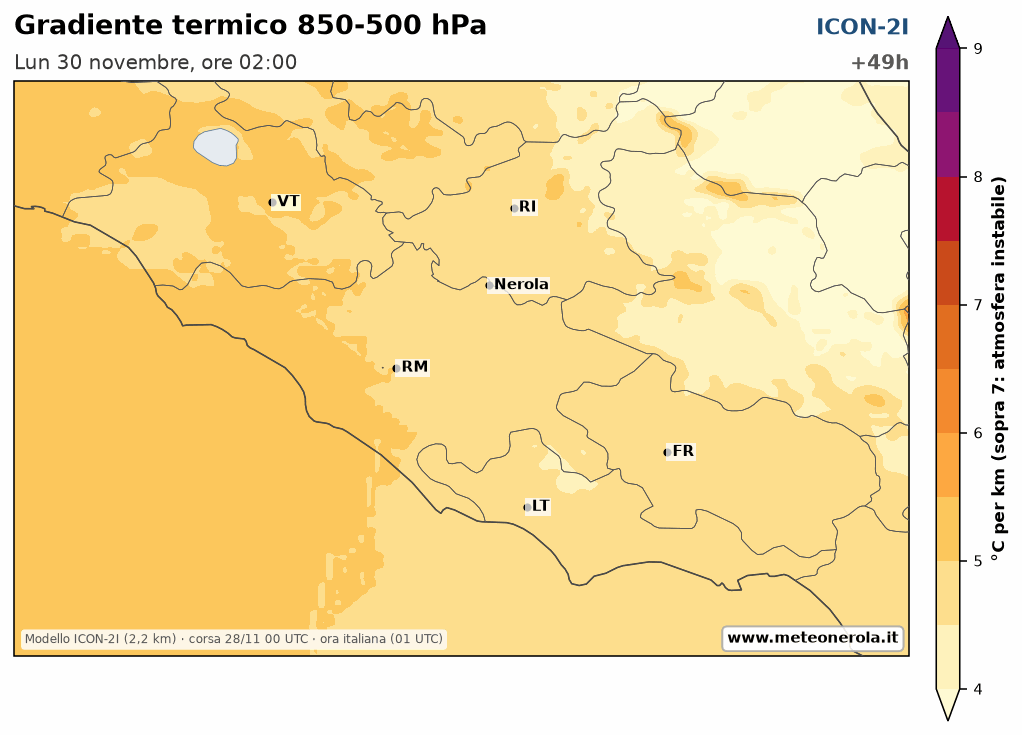 Gradiente termico 850-500 hPa
ICON-2I
Lun 30 novembre, ore 02:00
+49h
VT
RI
Nerola
RM
FR
LT
Modello ICON-2I (2,2 km) · corsa 28/11 00 UTC · ora italiana (01 UTC)
www.meteonerola.it
9
8
7
6
5
4
°C per km (sopra 7: atmosfera instabile)